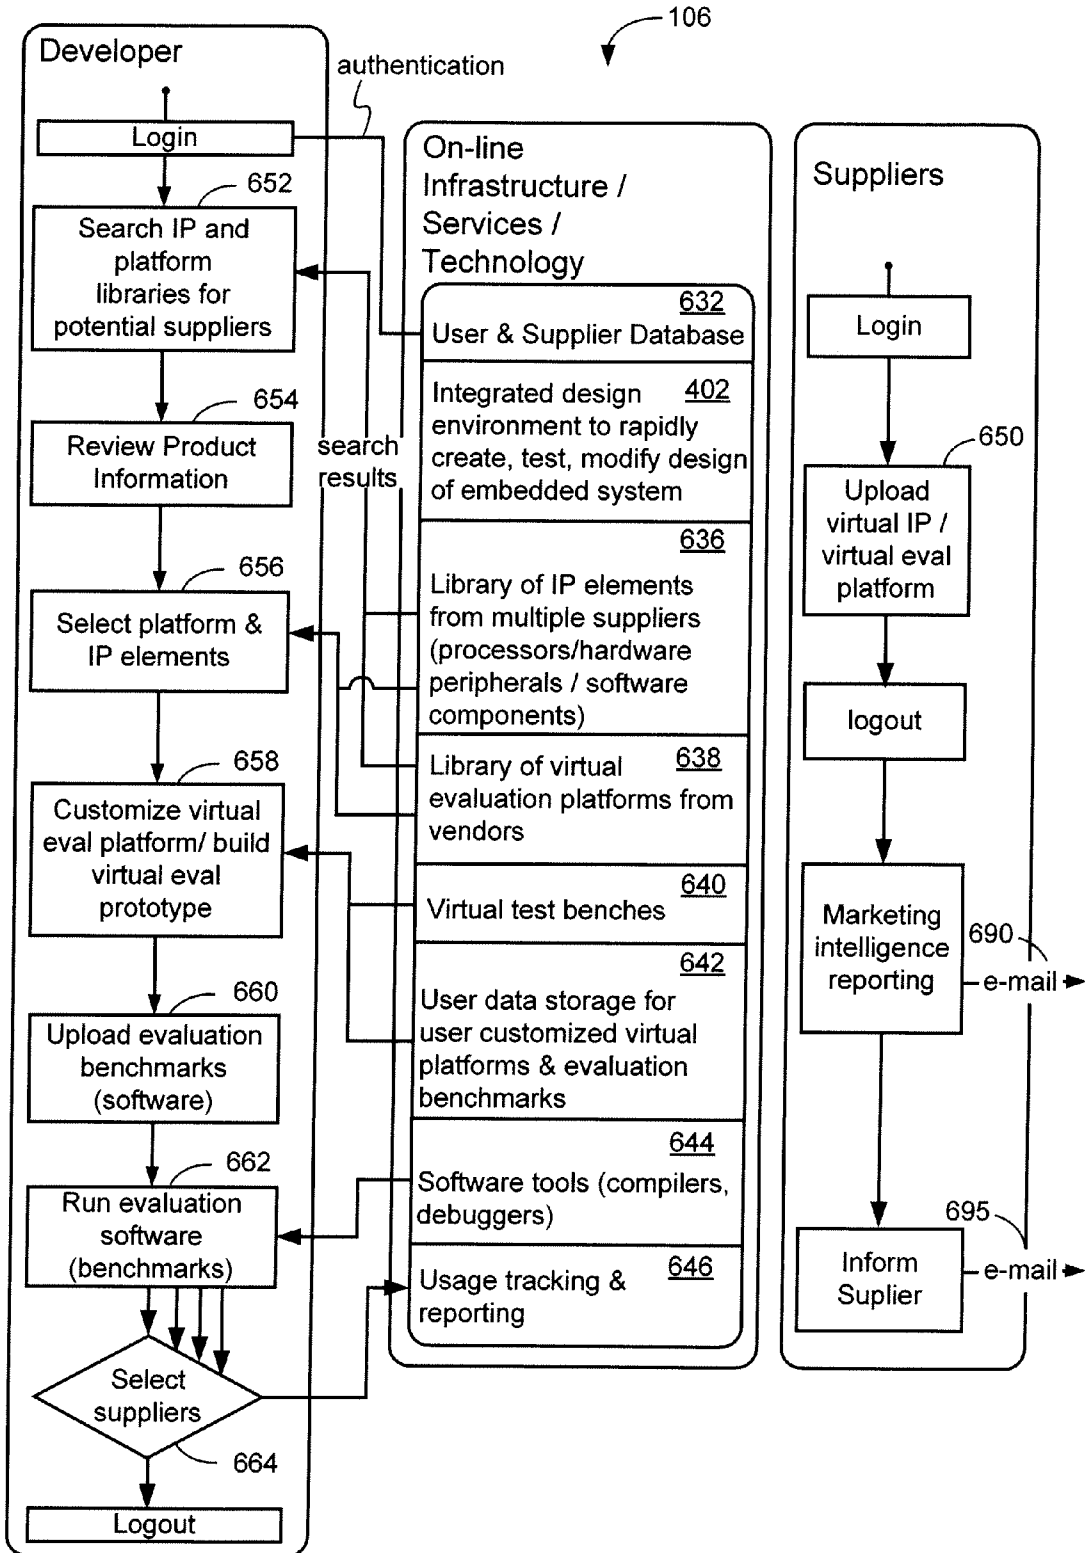 106
Developer
authentication
Login
652
Search IP and
platform
libraries for
potential suppliers
654
Review Product
Information
search
results
656
Select platform &
IP elements
658
Customize virtual
eval platform/ build
virtual eval
prototype
660
Upload evaluation
benchmarks
(software)
662
Run evaluation
software
(benchmarks)
Select
suppliers
664
Logout
On-line
Infrastructure /
Services /
Technology
632
User & Supplier Database
Integrated design 402
environment to rapidly
create, test, modify design
of embedded system
636
Library of IP elements
from multiple suppliers
(processors/hardware
peripherals / software
components)
638
Library of virtual
evaluation platforms from
vendors
640
Virtual test benches
642
User data storage for
user customized virtual
platforms & evaluation
benchmarks
644
Software tools (compilers,
debuggers)
646
Usage tracking &
reporting
Suppliers
Login
650
Upload
virtual IP /
virtual eval
platform
logout
Marketing
intelligence
reporting
690
e-mail
695
Inform
Suplier
e-mail